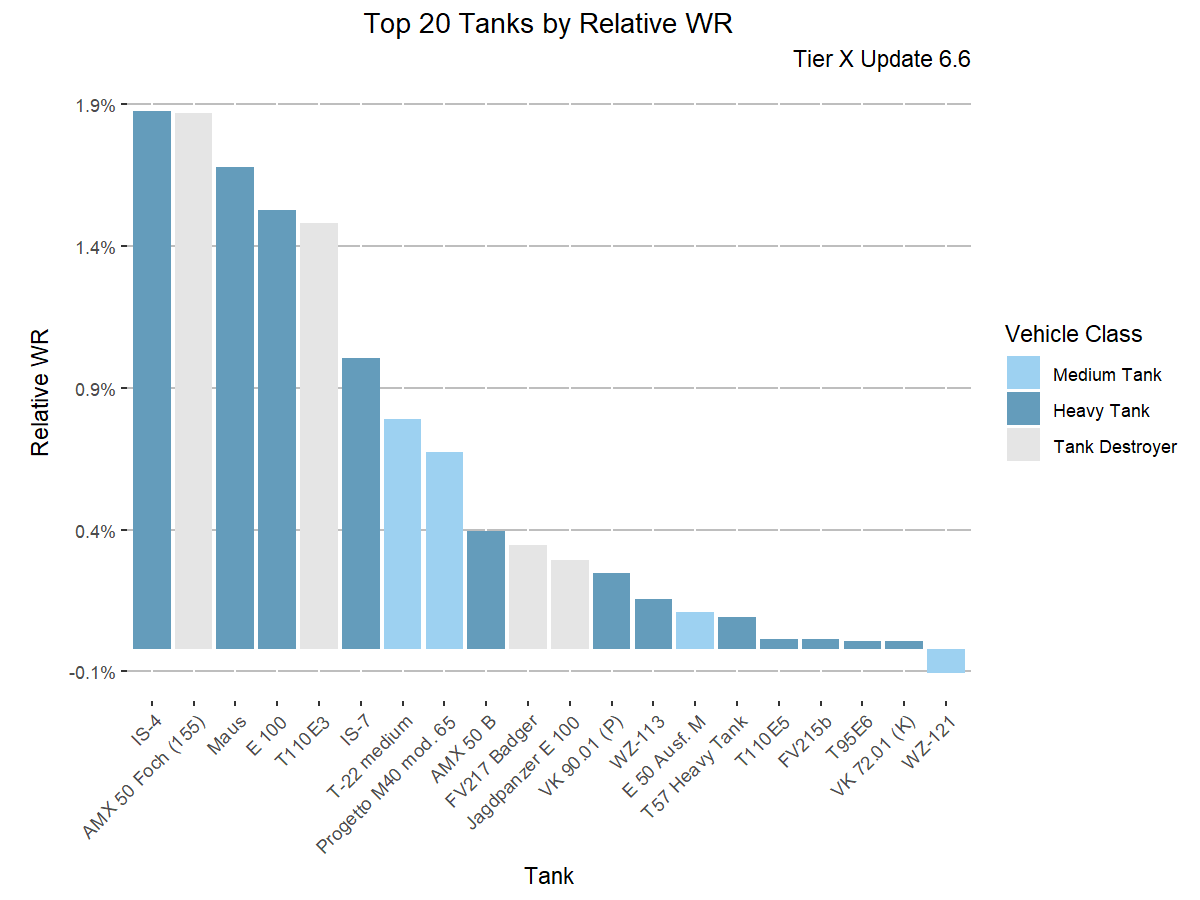 Top 20 Tanks by Relative WR
Tier X Update 6.6
1.9%
1.4%
0.9%
0.4%
-0.1%
Relative WR
IS-4
AMX 50 Foch (155)
Maus
E 100
T110E3
IS-7
T-22 medium
Progetto M40 mod. 65
AMX 50 B
FV217 Badger
Jagdpanzer E 100
VK 90.01 (P)
WZ-113
E 50 Ausf. M
T57 Heavy Tank
T110E5
FV215b
T95E6
VK 72.01 (K)
WZ-121
Tank
Vehicle Class
Medium Tank
Heavy Tank
Tank Destroyer